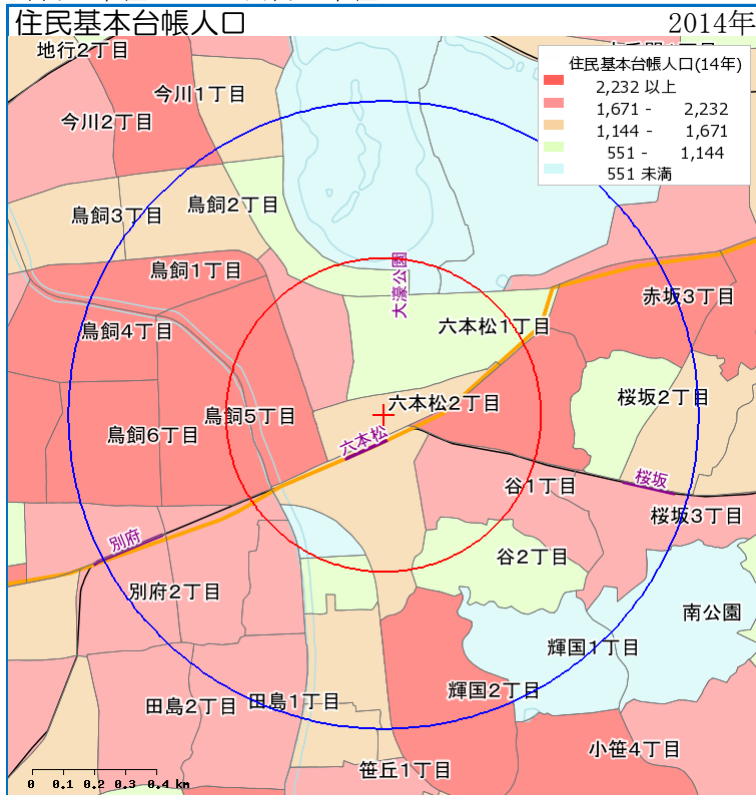 住民基本台帳人口 2014年
住民基本台帳人口(14年)
2,232 以上
1,671 - 2,232
1,144 - 1,671
551 - 1,144
551 未満
地行2丁目
今川1丁目
今川2丁目
鳥飼2丁目
鳥飼3丁目
大濠公園
鳥飼1丁目
赤坂3丁目
六本松1丁目
鳥飼4丁目
桜坂2丁目
六本松2丁目
鳥飼5丁目
鳥飼6丁目
六本松
谷1丁目
桜坂
桜坂3丁目
別府
谷2丁目
別府2丁目
南公園
輝国1丁目
輝国2丁目
田島1丁目
田島2丁目
小笹4丁目
笹丘1丁目
0 0.1 0.2 0.3 0.4 km